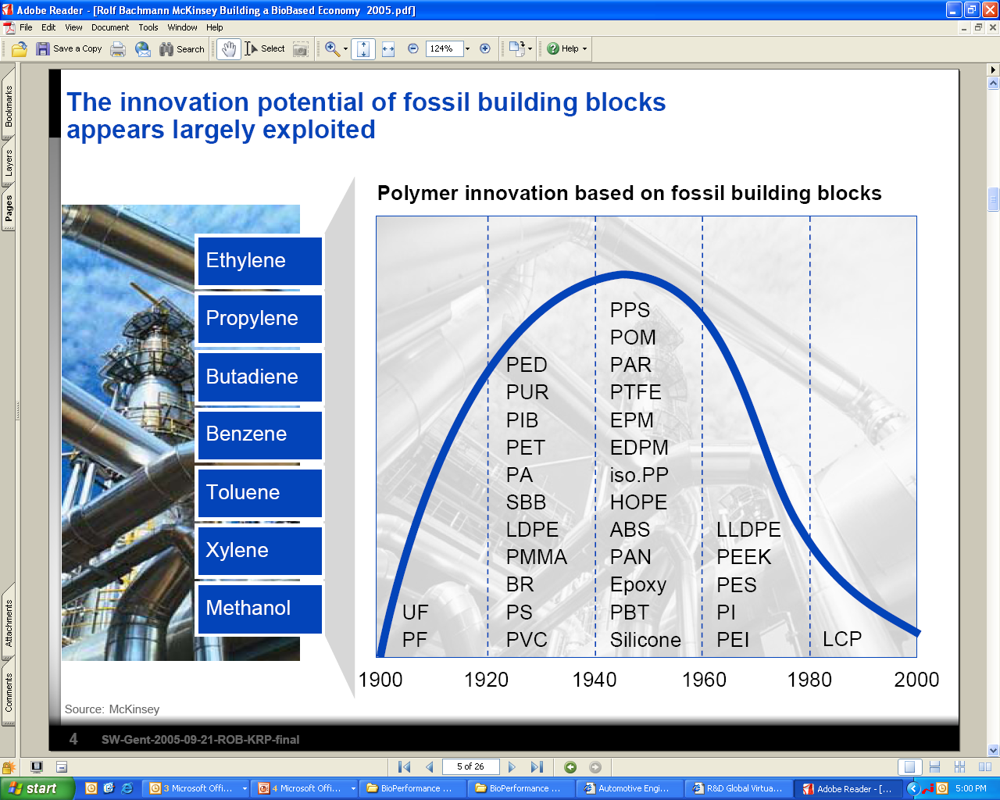 Adobe Reader - [Rolf Bachmann McKinsey Building a BioBased Economy  2005.pdf]
File Edit View Document Tools Window Help
Save a Copy Search Select 124% Help
Bookmarks
Layers
Pages
Attachments
Comments
The innovation potential of fossil building blocks
appears largely exploited
Ethylene
Propylene
Butadiene
Benzene
Toluene
Xylene
Methanol
Polymer innovation based on fossil building blocks
UF
PF
PED
PUR
PIB
PET
PA
SBB
LDPE
PMMA
BR
PS
PVC
PPS
POM
PAR
PTFE
EPM
EDPM
iso.PP
HOPE
ABS
PAN
Epoxy
PBT
Silicone
LLDPE
PEEK
PES
PI
PEI
LCP
1900 1920 1940 1960 1980 2000
Source: McKinsey
4 SW-Gent-2005-09-21-ROB-KRP-final
5 of 26
start 3 Microsoft Offi... 4 Microsoft Offi... BioPerformance ... BioPerformance ... Automotive Engi... R&D Global Virtua... Adobe Reader - [... 5:00 PM